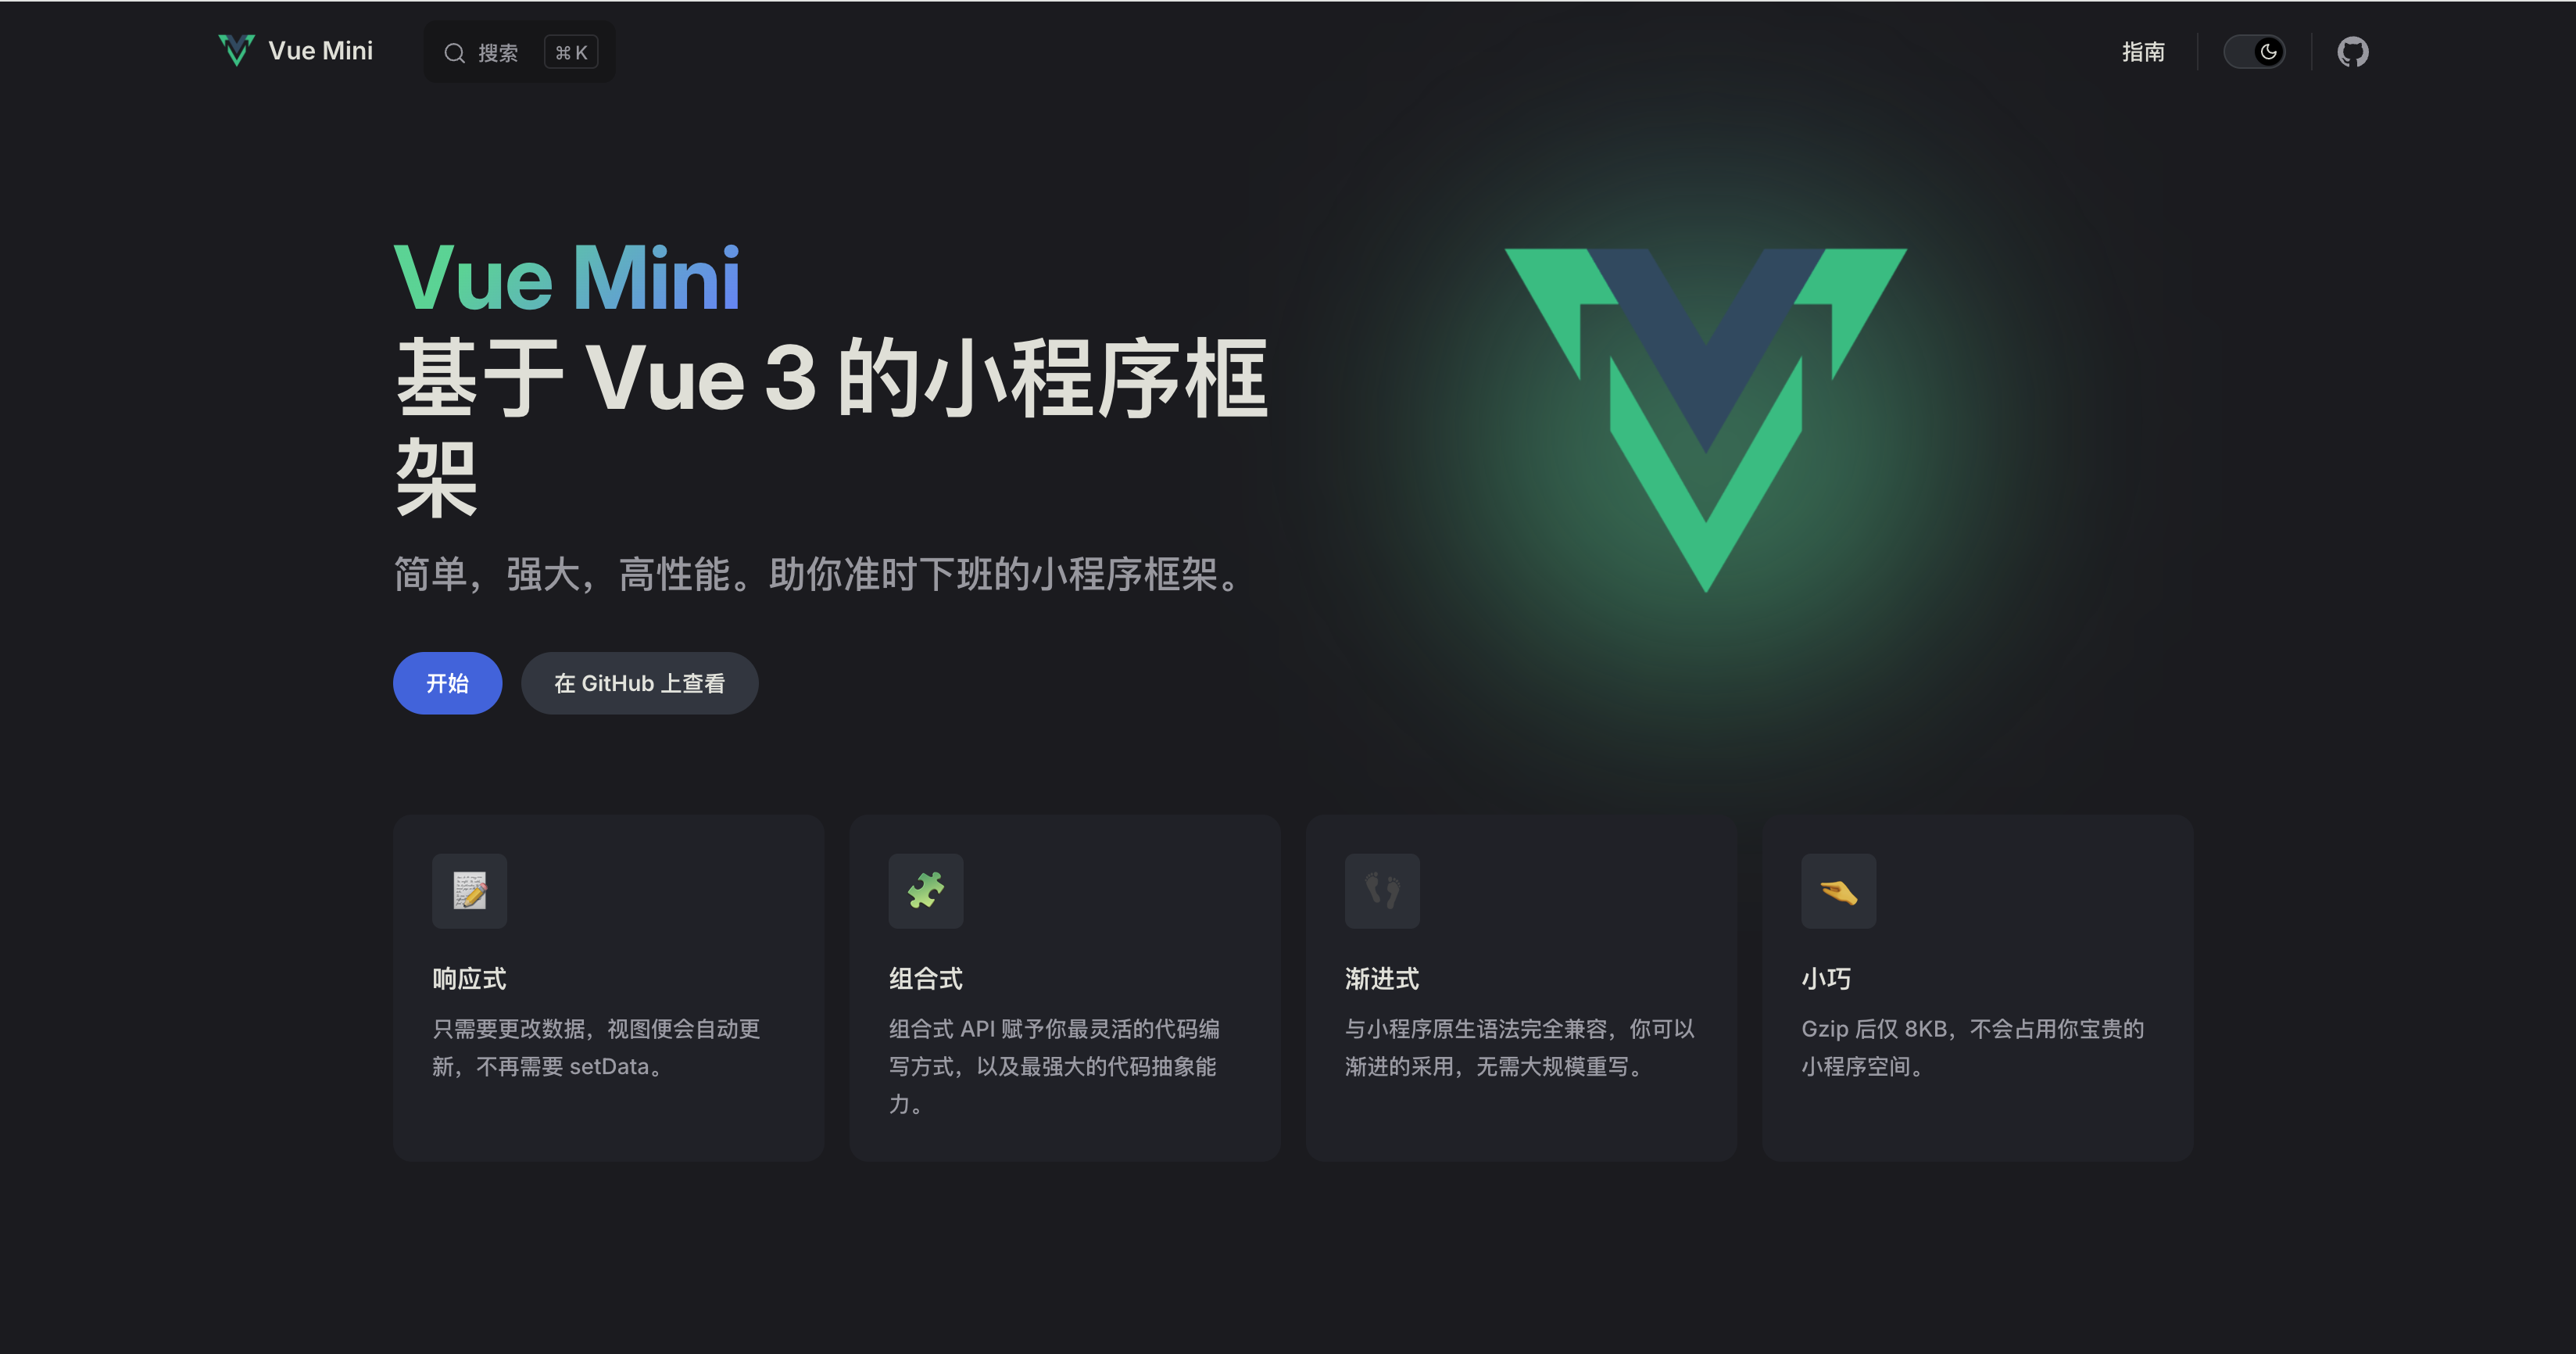 Vue Mini
搜索
⌘ K
指南
Vue Mini
基于 Vue 3 的小程序框
架
简单，强大，高性能。助你准时下班的小程序框架。
开始
在 GitHub 上查看
响应式
只需要更改数据，视图便会自动更
新，不再需要 setData。
组合式
组合式 API 赋予你最灵活的代码编
写方式，以及最强大的代码抽象能
力。
渐进式
与小程序原生语法完全兼容，你可以
渐进的采用，无需大规模重写。
小巧
Gzip 后仅 8KB，不会占用你宝贵的
小程序空间。